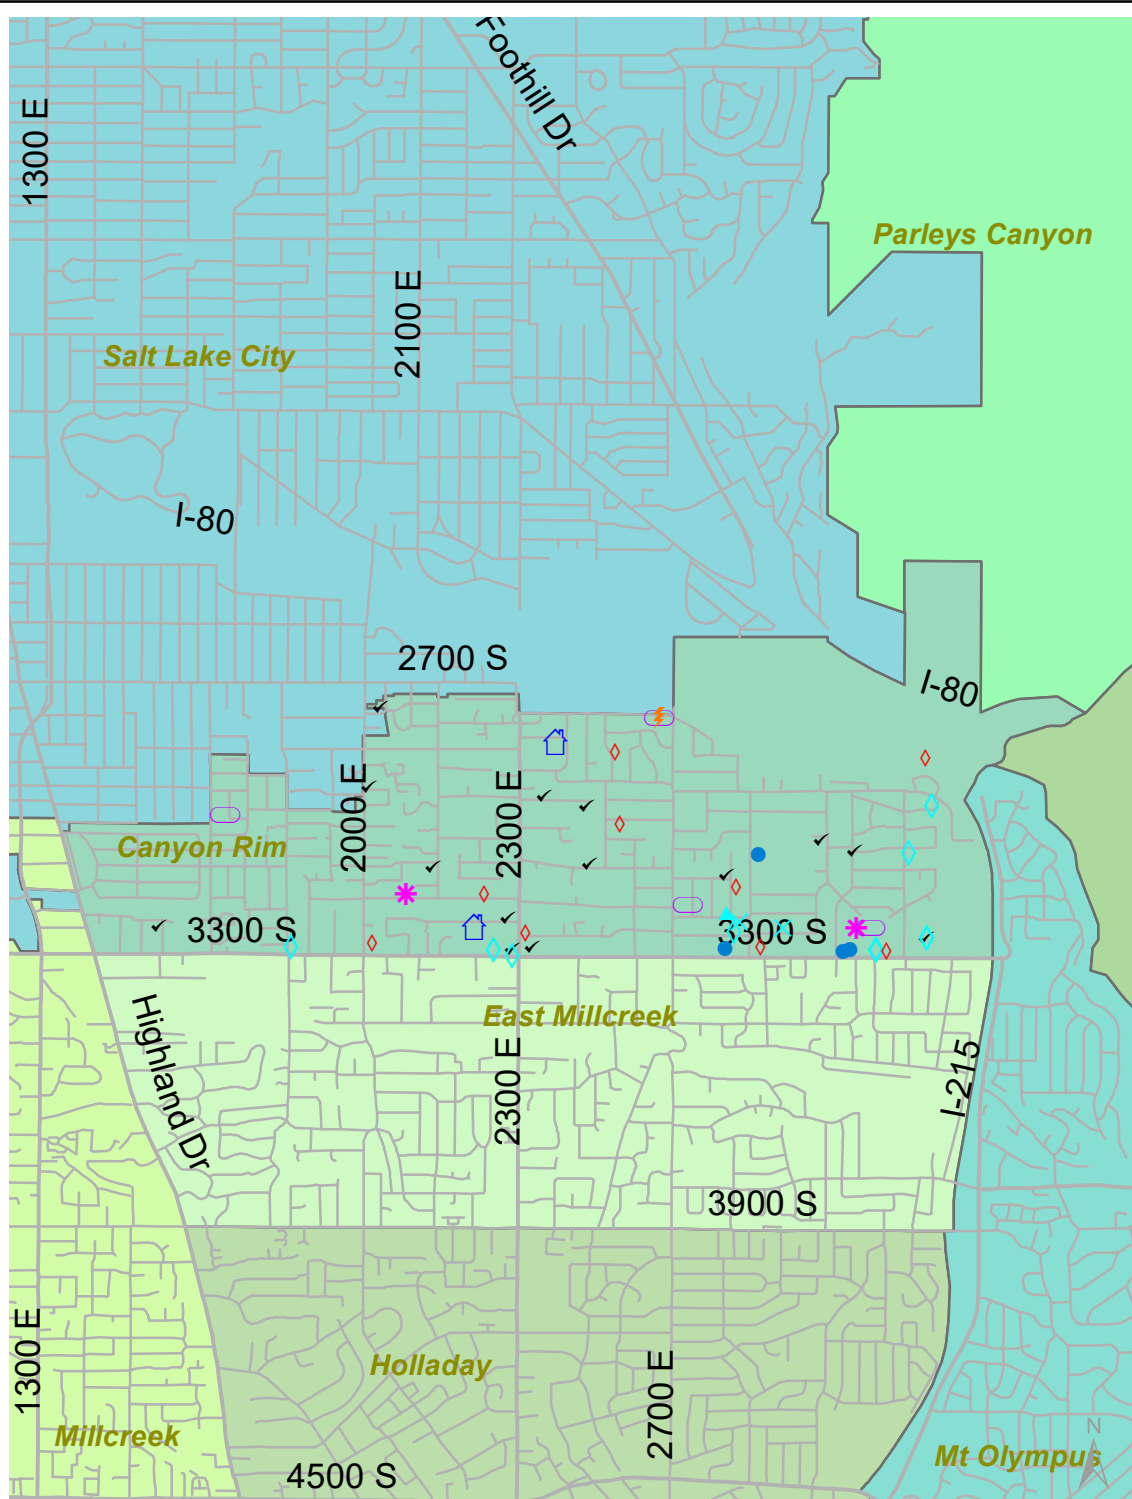 Foothill Dr
1300 E
Parleys Canyon
2100 E
Salt Lake City
I-80
2700 S
I-80
2000 E
2300 E
Canyon Rim
3300 S
3300 S
East Millcreek
Highland Dr
2300 E
I-215
3900 S
1300 E
Holladay
2700 E
Millcreek
N
Mt Olympus
4500 S